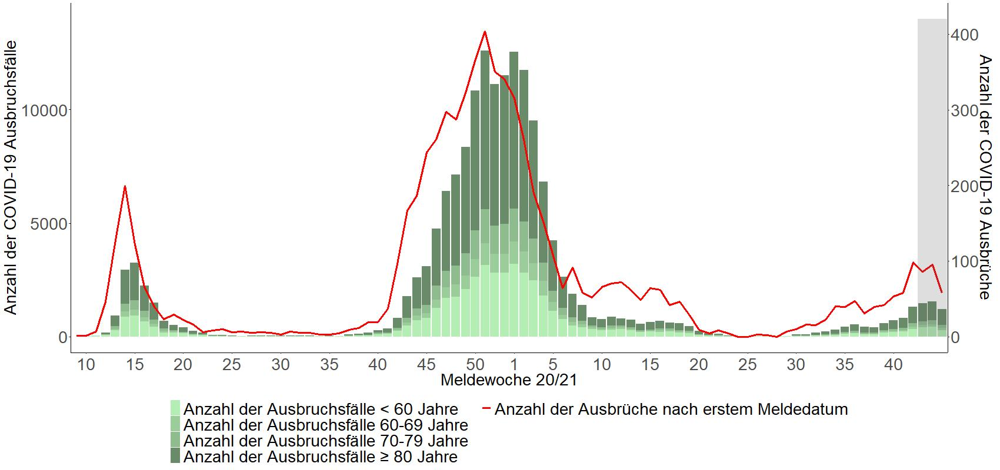 Anzahl der COVID-19 Ausbruchsfälle
10000
5000
0
400
300
200
100
0
Anzahl der COVID-19 Ausbrüche
10 15 20 25 30 35 40 45 50 1 5 10 15 20 25 30 35 40
Meldewoche 20/21
Anzahl der Ausbruchsfälle < 60 Jahre
Anzahl der Ausbruchsfälle 60-69 Jahre
Anzahl der Ausbruchsfälle 70-79 Jahre
Anzahl der Ausbruchsfälle ≥ 80 Jahre
Anzahl der Ausbrüche nach erstem Meldedatum